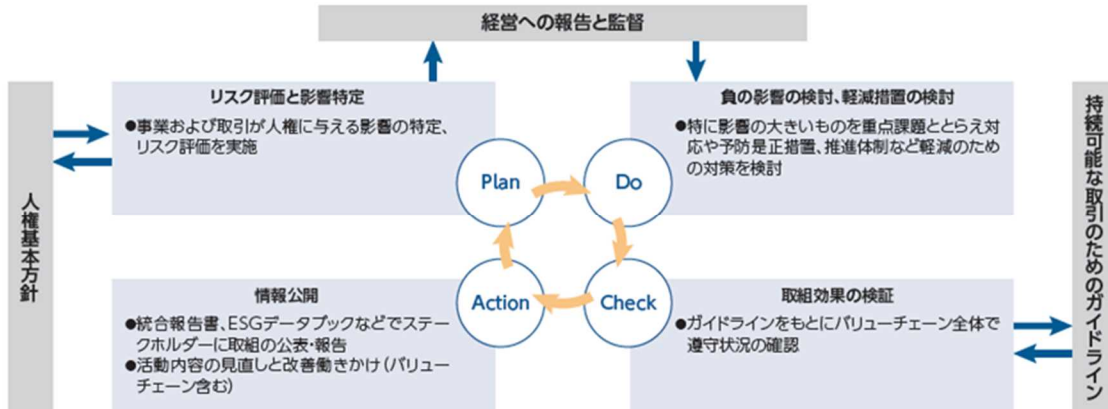 経営への報告と監督
人権基本方針
リスク評価と影響特定
●事業および取引が人権に与える影響の特定、
リスク評価を実施
負の影響の検討、軽減措置の検討
●特に影響の大きいものを重点課題ととらえ対
応や予防是正措置、推進体制など軽減のため
の対策を検討
Plan
Do
Action
Check
情報公開
●統合報告書、ESGデータブックなどでステー
クホルダーに取組の公表・報告
●活動内容の見直しと改善働きかけ(バリュー
チェーン含む)
取組効果の検証
●ガイドラインをもとにバリューチェーン全体で
遵守状況の確認
持続可能な取引のためのガイドライン